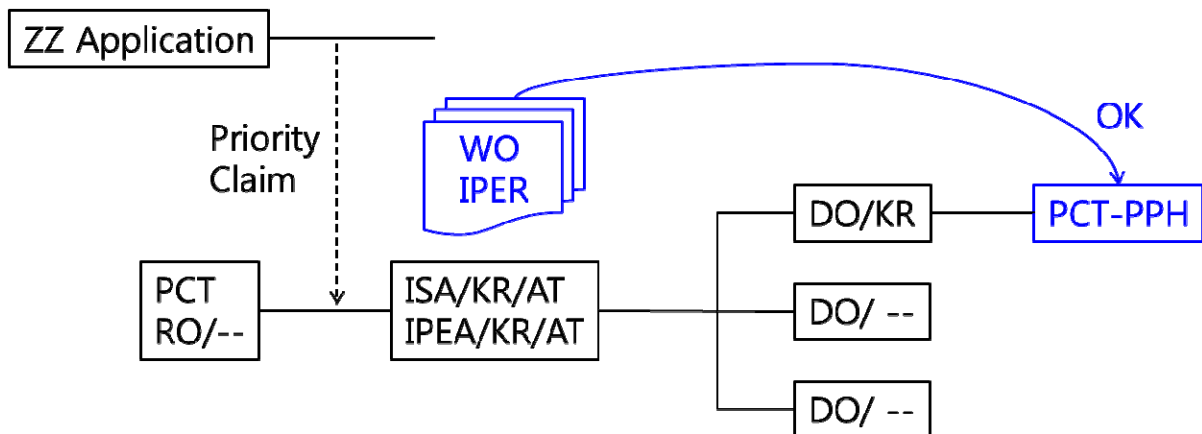 ZZ Application
Priority
Claim
WO
IPER
OK
DO/KR
PCT-PPH
PCT
RO/--
ISA/KR/AT
IPEA/KR/AT
DO/ --
DO/ --